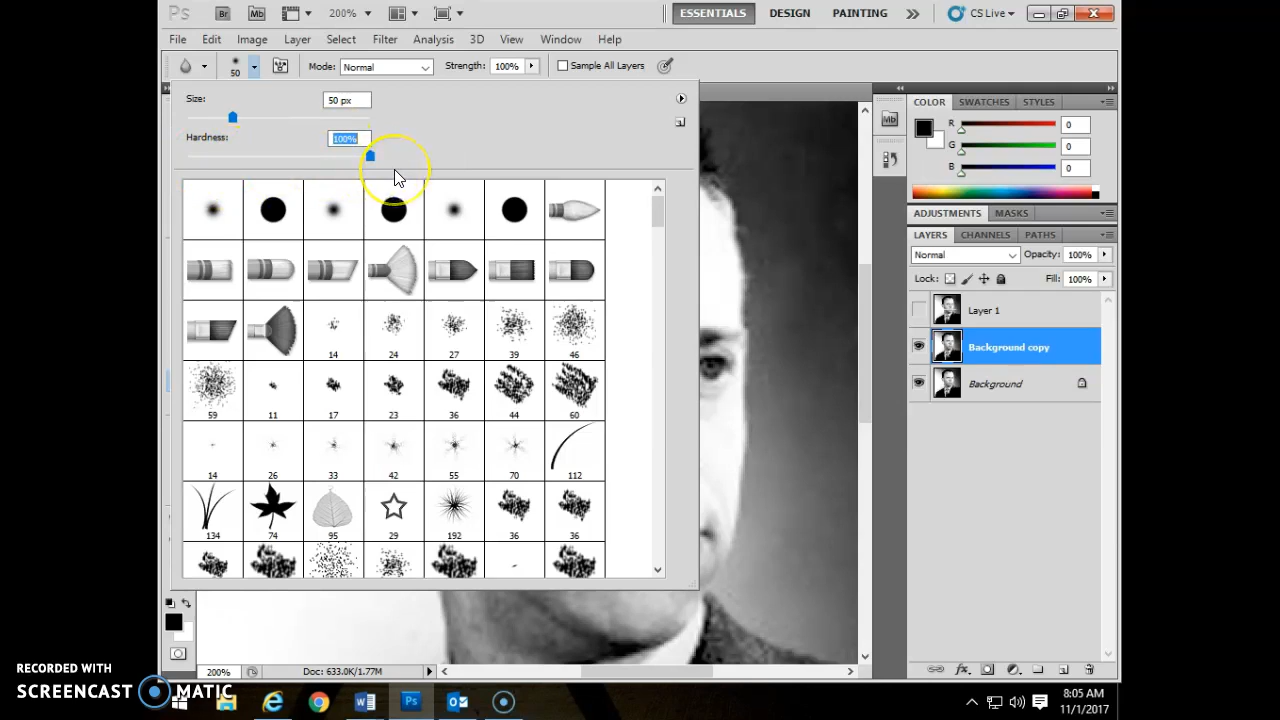 Ps Br Mb 200% ESSENTIALS DESIGN PAINTING CS Live
File Edit Image Layer Select Filter Analysis 3D View Window Help
50 Mode: Normal Strength: 100% Sample All Layers
Size: 50 px
Hardness: 100%
14 24 27 39 46
59 11 17 23 36 44 60
14 26 33 42 55 70 112
134 74 95 29 192 36 36
Mb
COLOR SWATCHES STYLES
R 0
G 0
B 0
ADJUSTMENTS MASKS
LAYERS CHANNELS PATHS
Normal Opacity: 100%
Lock: Fill: 100%
Layer 1
Background copy
Background
fx
200% Doc: 633.0K/1.77M
RECORDED WITH
SCREENCAST MATIC
W Ps
8:05 AM
11/1/2017